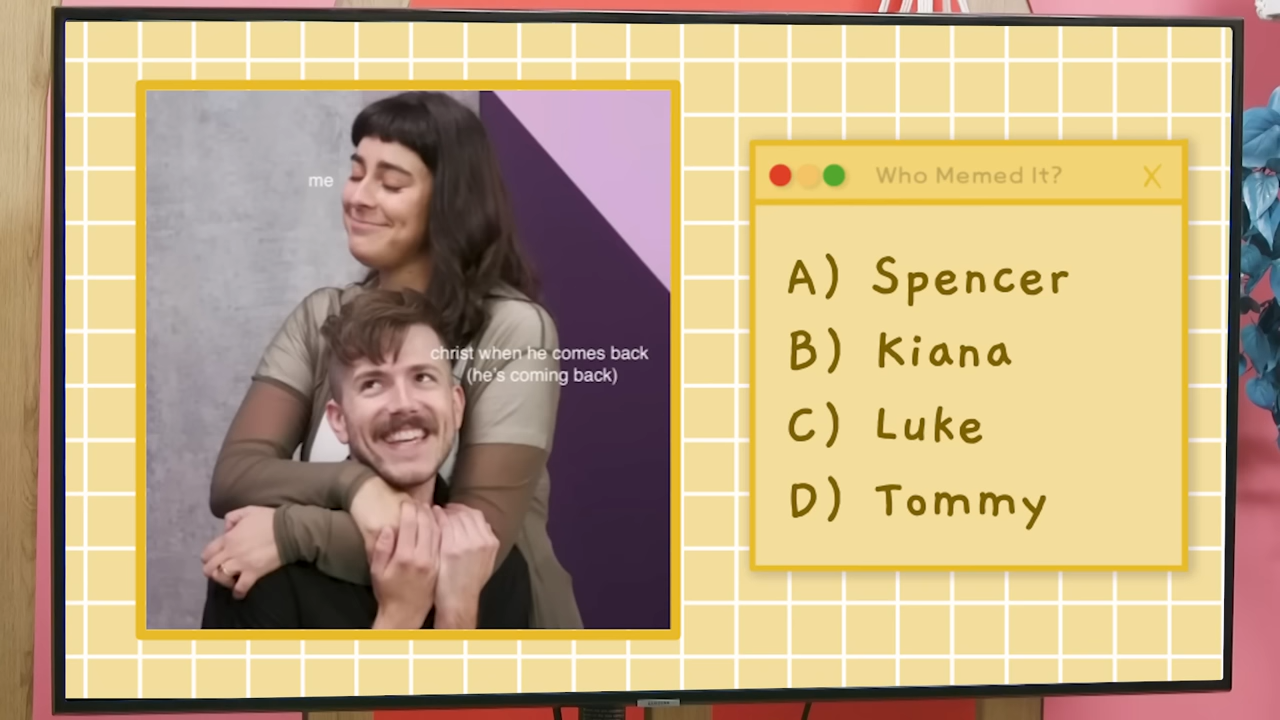 me
christ when he comes back
(he's coming back)
Who Memed It?
X
A) Spencer
B) Kiana
C) Luke
D) Tommy